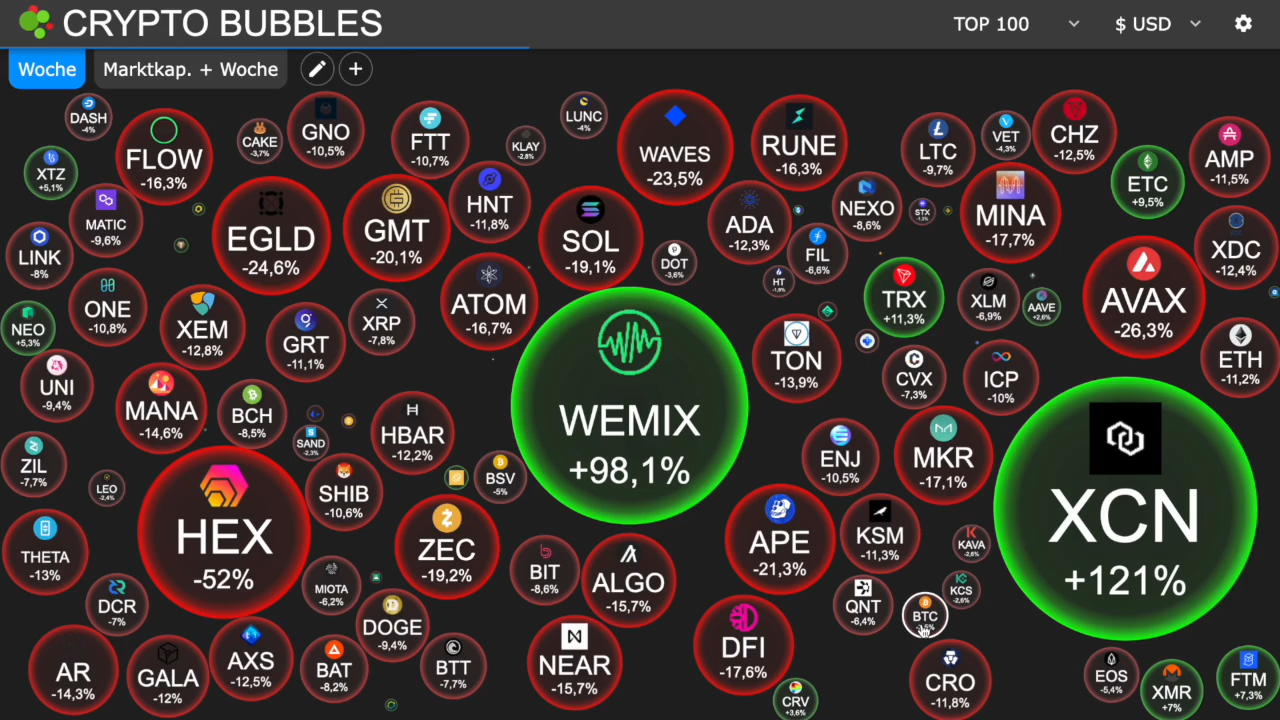 CRYPTO BUBBLES
TOP 100
$ USD
Woche
Marktkap. + Woche
DASH
-4%
FLOW
-16,3%
CAKE
-3,7%
GNO
-10,5%
FTT
-10,7%
KLAY
-2,8%
LUNC
-4%
WAVES
-23,5%
RUNE
-16,3%
LTC
-9,7%
VET
-4,3%
CHZ
-12,5%
AMP
-11,5%
XTZ
+5,1%
MATIC
-9,6%
EGLD
-24,6%
GMT
-20,1%
HNT
-11,8%
SOL
-19,1%
ADA
-12,3%
NEXO
-8,6%
STX
MINA
-17,7%
ETC
+9,5%
XDC
-12,4%
LINK
-8%
DOT
-3,6%
FIL
-6,6%
HT
-1,9%
ONE
-10,8%
XEM
-12,8%
GRT
-11,1%
XRP
-7,8%
ATOM
-16,7%
TRX
+11,3%
XLM
-6,9%
AAVE
+2,6%
AVAX
-26,3%
NEO
+5,3%
UNI
-9,4%
MANA
-14,6%
BCH
-8,5%
WEMIX
+98,1%
TON
-13,9%
CVX
-7,3%
ICP
-10%
ETH
-11,2%
SAND
-2,3%
HBAR
-12,2%
ZIL
-7,7%
LEO
-2,4%
HEX
-52%
SHIB
-10,6%
BSV
-5%
ENJ
-10,5%
MKR
-17,1%
XCN
+121%
THETA
-13%
ZEC
-19,2%
APE
-21,3%
KSM
-11,3%
KAVA
-2,6%
DCR
-7%
MIOTA
-6,2%
BIT
-8,6%
ALGO
-15,7%
QNT
-6,4%
KCS
-2,6%
BTC
DOGE
-9,4%
AR
-14,3%
GALA
-12%
AXS
-12,5%
BAT
-8,2%
BTT
-7,7%
NEAR
-15,7%
DFI
-17,6%
CRV
+3,6%
CRO
-11,8%
EOS
-5,4%
XMR
+7%
FTM
+7,3%